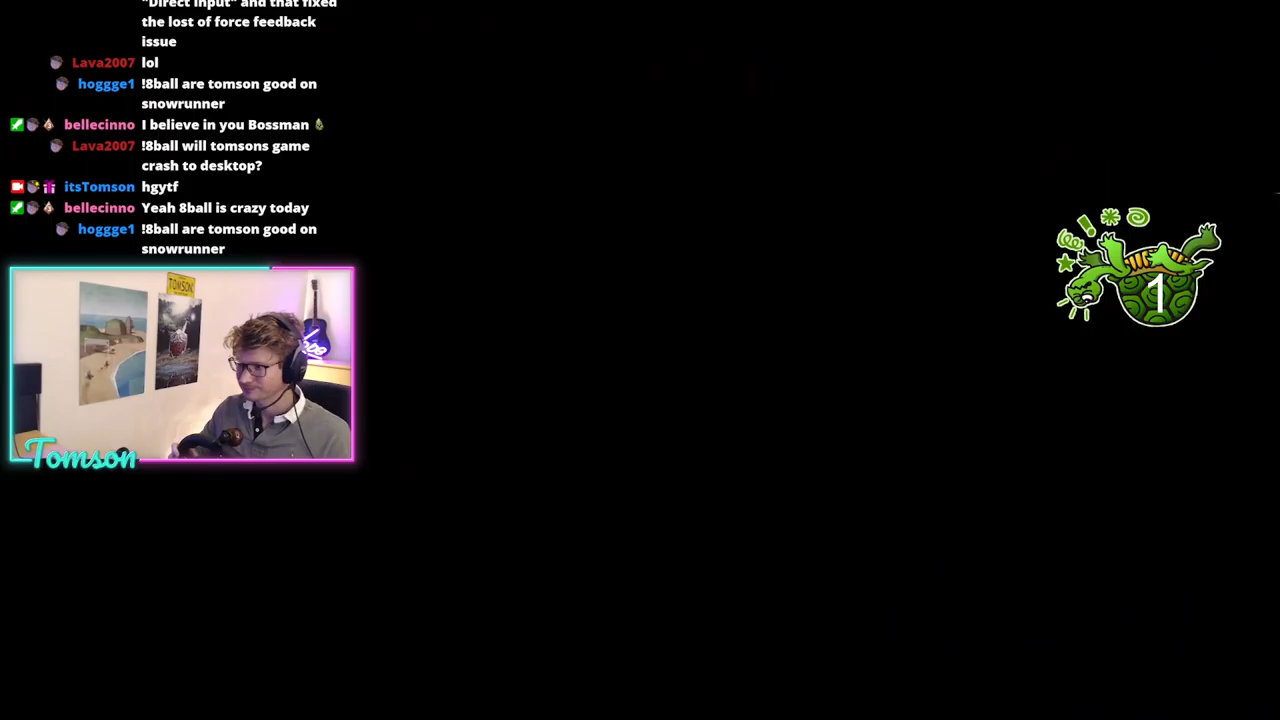 "Direct Input" and that fixed
the lost of force feedback
issue
Lava2007 lol
hoggge1 !8ball are tomson good on
snowrunner
bellecinno I believe in you Bossman
Lava2007 !8ball will tomsons game
crash to desktop?
itsTomson hgytf
bellecinno Yeah 8ball is crazy today
hoggge1 !8ball are tomson good on
snowrunner
TOMSON
1
Tomson